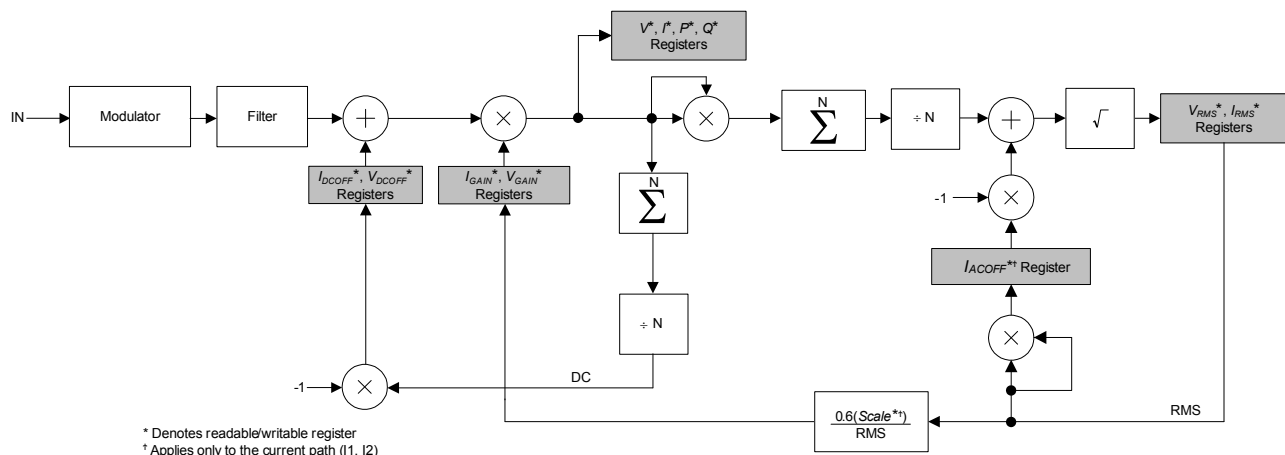 V*, I*, P*, Q*
Registers
IN
Modulator
Filter
+
×
×
N
Σ
÷ N
+
√
VRMS*, IRMS*
Registers
IDCOFF*, VDCOFF*
Registers
IGAIN*, VGAIN*
Registers
N
Σ
-1
×
IACOFF*† Register
÷ N
×
-1
×
DC
0.6(Scale*†)
RMS
RMS
* Denotes readable/writable register
† Applies only to the current path (I1, I2)